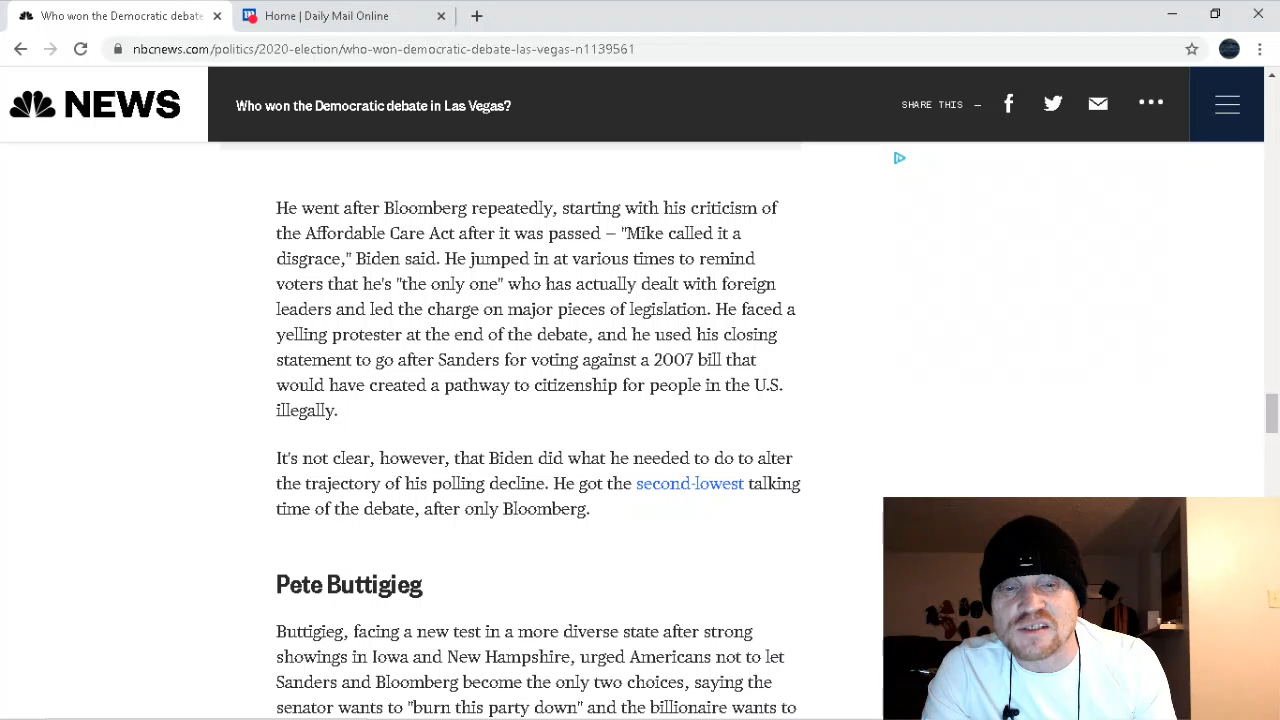 Who won the Democratic debate
Home | Daily Mail Online
nbcnews.com/politics/2020-election/who-won-democratic-debate-las-vegas-n1139561
NEWS
Who won the Democratic debate in Las Vegas?
SHARE THIS —
He went after Bloomberg repeatedly, starting with his criticism of
the Affordable Care Act after it was passed — "Mike called it a
disgrace," Biden said. He jumped in at various times to remind
voters that he's "the only one" who has actually dealt with foreign
leaders and led the charge on major pieces of legislation. He faced a
yelling protester at the end of the debate, and he used his closing
statement to go after Sanders for voting against a 2007 bill that
would have created a pathway to citizenship for people in the U.S.
illegally.
It's not clear, however, that Biden did what he needed to do to alter
the trajectory of his polling decline. He got the second-lowest talking
time of the debate, after only Bloomberg.
Pete Buttigieg
Buttigieg, facing a new test in a more diverse state after strong
showings in Iowa and New Hampshire, urged Americans not to let
Sanders and Bloomberg become the only two choices, saying the
senator wants to "burn this party down" and the billionaire wants to